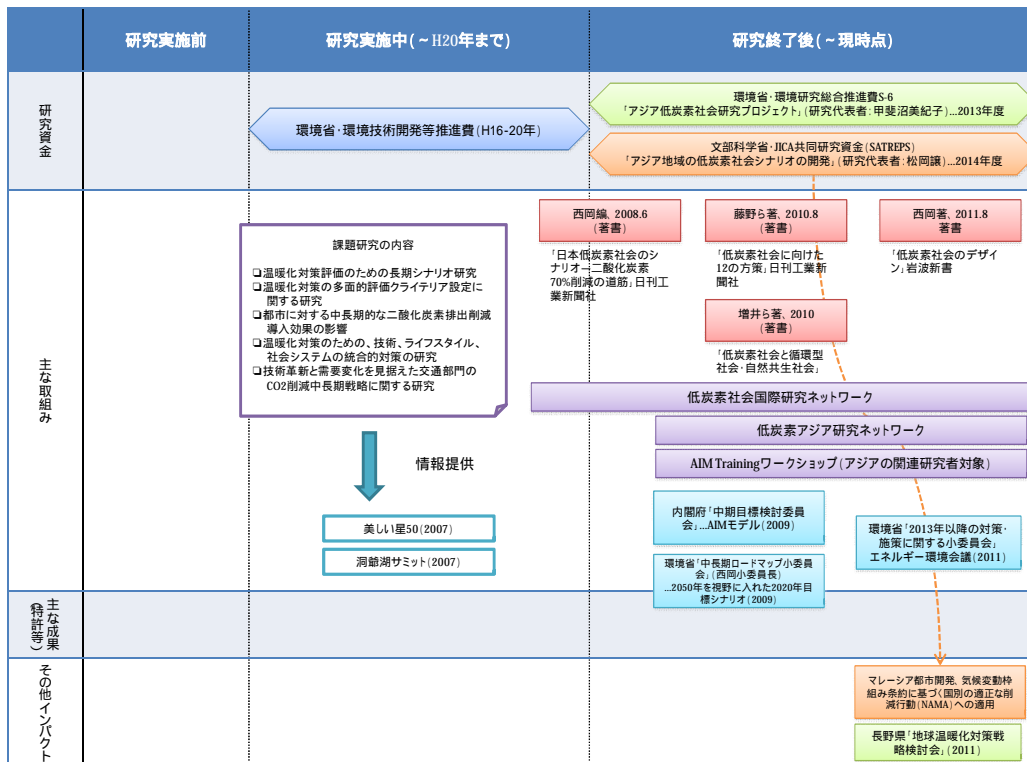 研究実施前
研究実施中(~H20年まで)
研究終了後(~現時点)
研究資金
環境省・環境技術開発等推進費(H16-20年)
環境省・環境研究総合推進費S-6
「アジア低炭素社会研究プロジェクト」(研究代表者:甲斐沼美紀子)…2013年度
文部科学省・JICA共同研究資金(SATREPS)
「アジア地域の低炭素社会シナリオの開発」(研究代表者:松岡譲)…2014年度
主な取組み
課題研究の内容
❑温暖化対策評価のための長期シナリオ研究
❑温暖化対策の多面的評価クライテリア設定に
関する研究
❑都市に対する中長期的な二酸化炭素排出削減
導入効果の影響
❑温暖化対策のための、技術、ライフスタイル、
社会システムの統合的対策の研究
❑技術革新と需要変化を見据えた交通部門の
CO2削減中長期戦略に関する研究
情報提供
美しい星50(2007)
洞爺湖サミット(2007)
西岡編、2008.6
(著書)
「日本低炭素社会のシ
ナリオ―二酸化炭素
70%削減の道筋」日刊工
業新聞社
藤野ら著、2010.8
(著書)
「低炭素社会に向けた
12の方策」日刊工業新
聞社
西岡著、2011.8
著書
「低炭素社会のデザイ
ン」岩波新書
増井ら著、2010
(著書)
「低炭素社会と循環型
社会・自然共生社会」
低炭素社会国際研究ネットワーク
低炭素アジア研究ネットワーク
AIM Trainingワークショップ(アジアの関連研究者対象)
内閣府「中期目標検討委員
会」…AIMモデル(2009)
環境省「中長期ロードマップ小委員
会」(西岡小委員長)
…2050年を視野に入れた2020年目
標シナリオ(2009)
環境省「2013年以降の対策・
施策に関する小委員会」
エネルギー環境会議(2011)
主な成果
(特許等)
その他インパクト
マレーシア都市開発、気候変動枠
組み条約に基づく国別の適正な削
減行動(NAMA)への適用
長野県「地球温暖化対策戦
略検討会」(2011)